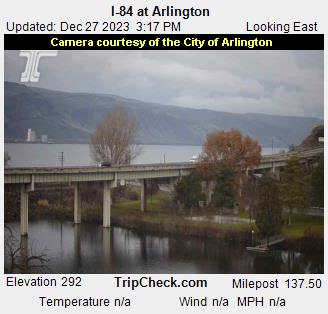 I-84 at Arlington
Updated: Dec 27 2023 3:17 PM Looking East
Camera courtesy of the City of Arlington
Elevation 292 TripCheck.com Milepost 137.50
Temperature n/a Wind n/a MPH n/a